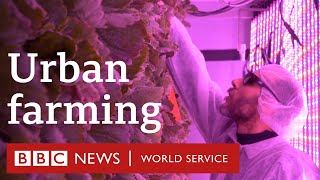 Urban
farming
BBC NEWS | WORLD SERVICE